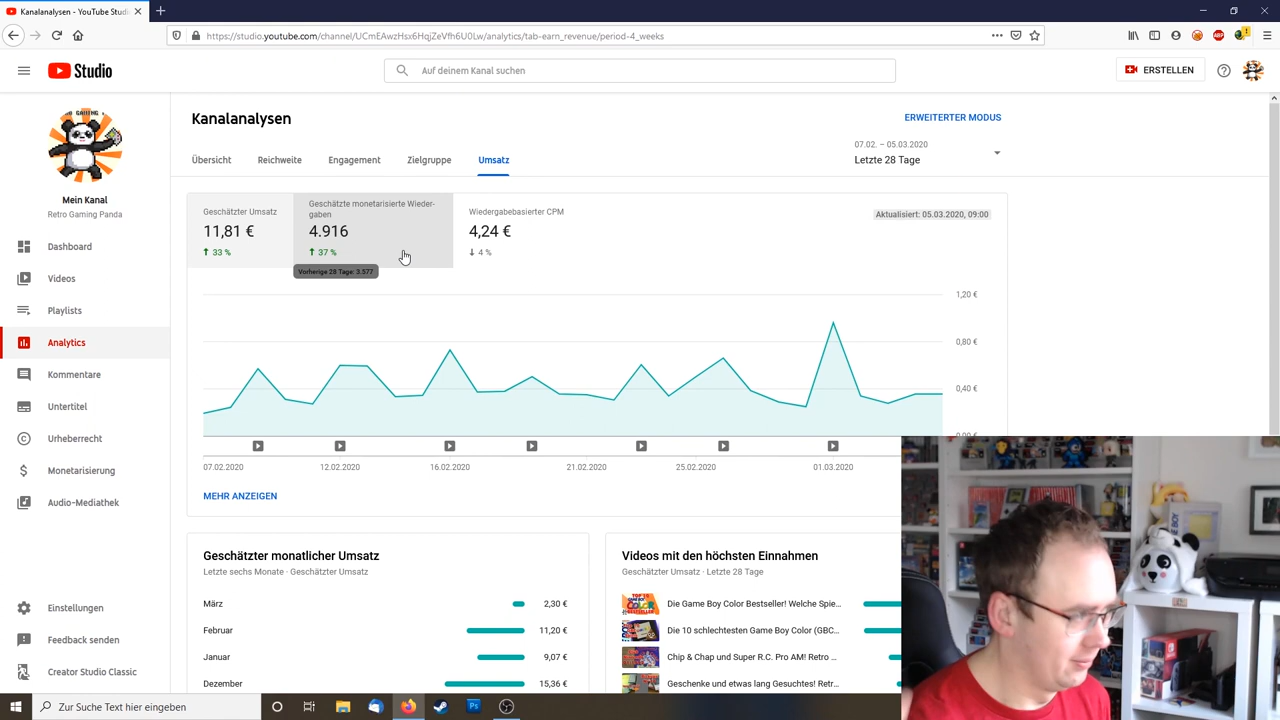 Kanalanalysen - YouTube Studi
https://studio.youtube.com/channel/UCmEAwzHsx6HqjZeVfh6U0Lw/analytics/tab-earn_revenue/period-4_weeks
Studio
Auf deinem Kanal suchen
ERSTELLEN
Mein Kanal
Retro Gaming Panda
Dashboard
Videos
Playlists
Analytics
Kommentare
Untertitel
Urheberrecht
Monetarisierung
Audio-Mediathek
Einstellungen
Feedback senden
Creator Studio Classic
Kanalanalysen
ERWEITERTER MODUS
Übersicht
Reichweite
Engagement
Zielgruppe
Umsatz
07.02. – 05.03.2020
Letzte 28 Tage
Geschätzter Umsatz
11,81 €
33 %
Geschätzte monetarisierte Wieder-
gaben
4.916
37 %
Vorherige 28 Tage: 3.577
Wiedergabebasierter CPM
4,24 €
4 %
Aktualisiert: 05.03.2020, 09:00
1,20 €
0,80 €
0,40 €
0,00 €
07.02.2020
12.02.2020
16.02.2020
21.02.2020
25.02.2020
01.03.2020
MEHR ANZEIGEN
Geschätzter monatlicher Umsatz
Letzte sechs Monate · Geschätzter Umsatz
März 2,30 €
Februar 11,20 €
Januar 9,07 €
Dezember 15,36 €
Videos mit den höchsten Einnahmen
Geschätzter Umsatz · Letzte 28 Tage
Die Game Boy Color Bestseller! Welche Spie...
Die 10 schlechtesten Game Boy Color (GBC...
Chip & Chap und Super R.C. Pro AM! Retro ...
Geschenke und etwas lang Gesuchtes! Retr...
Zur Suche Text hier eingeben